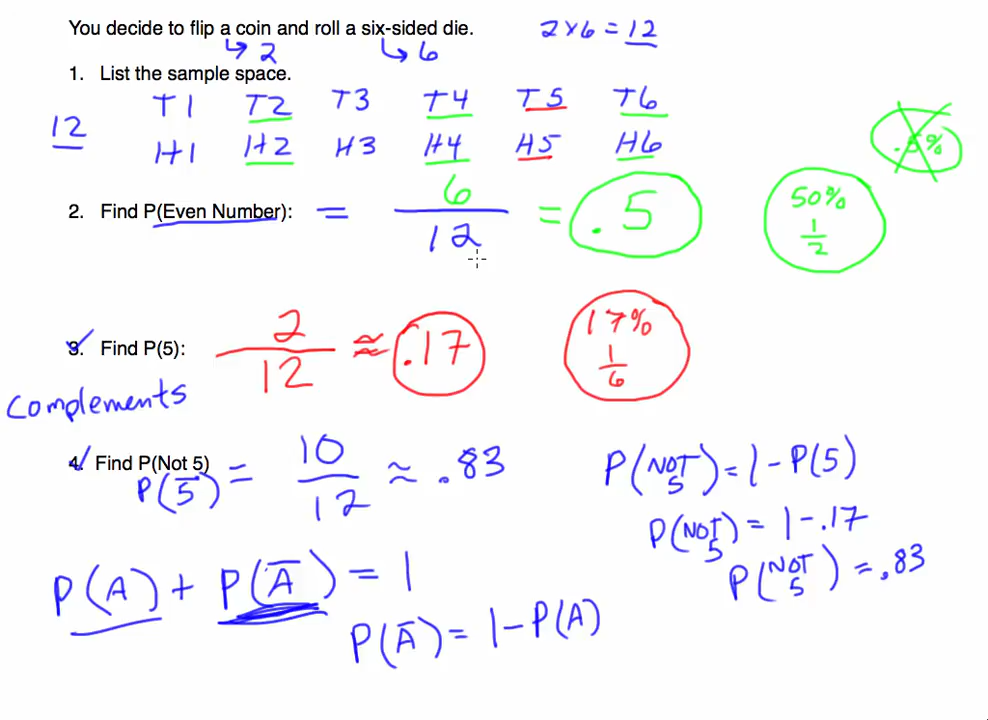 You decide to flip a coin and roll a six-sided die. 2 x 6 = 12
↳ 2 ↳ 6
1. List the sample space.
T1 T2 T3 T4 T5 T6
12
H1 H2 H3 H4 H5 H6
.5%
2. Find P(Even Number): = 6/12 = .5
50%
1/2
3. Find P(5): 2/12 ≈ .17
17%
1/6
Complements
4. Find P(Not 5) = 10/12 ≈ .83
P(5̅)
P(NOT 5) = 1 - P(5)
P(NOT 5) = 1 - .17
P(NOT 5) = .83
P(A) + P(A̅) = 1
P(A̅) = 1 - P(A)